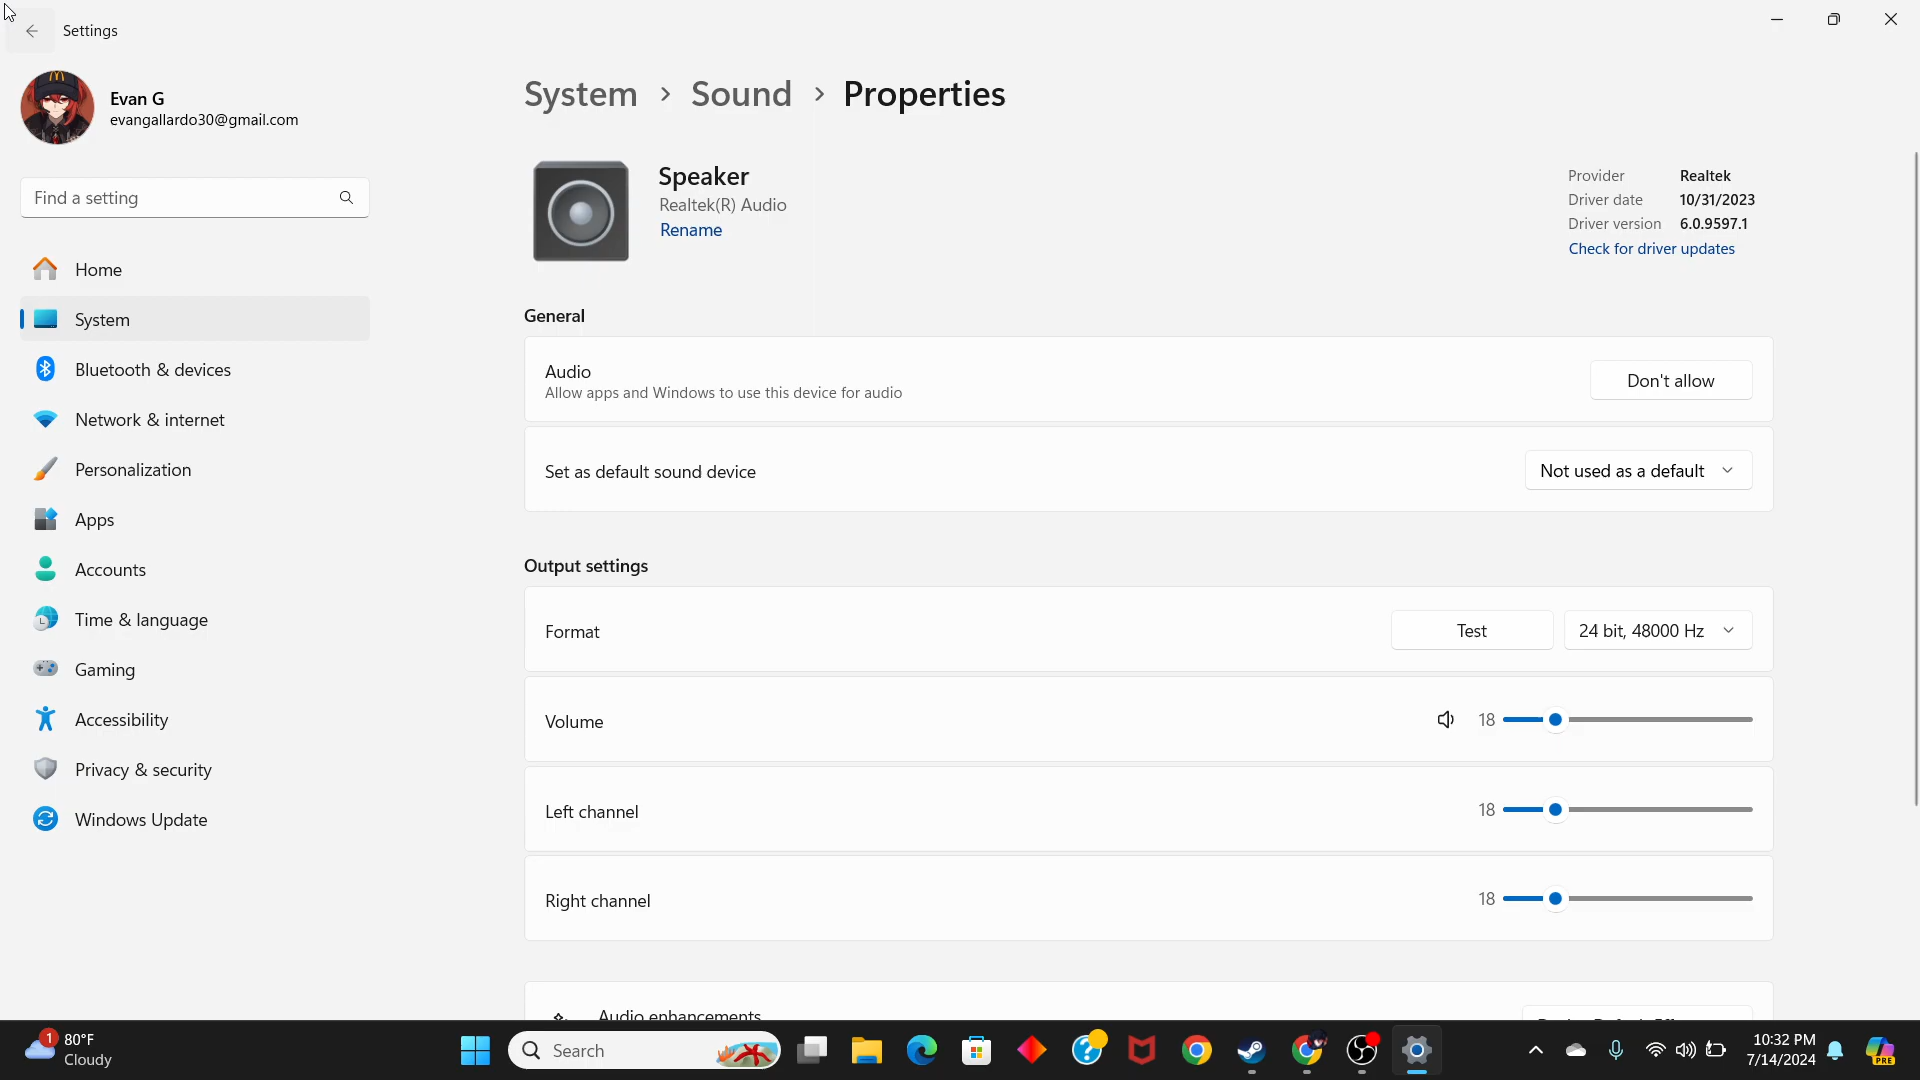 Settings
Evan G
evangallardo30@gmail.com
Find a setting
Home
System
Bluetooth & devices
Network & internet
Personalization
Apps
Accounts
Time & language
Gaming
Accessibility
Privacy & security
Windows Update
System > Sound > Properties
Speaker
Realtek(R) Audio
Rename
Provider Realtek
Driver date 10/31/2023
Driver version 6.0.9597.1
Check for driver updates
General
Audio
Allow apps and Windows to use this device for audio
Don't allow
Set as default sound device
Not used as a default
Output settings
Format
Test
24 bit, 48000 Hz
Volume
18
Left channel
18
Right channel
18
Audio enhancements
1
80°F
Cloudy
Search
10:32 PM
7/14/2024
PRE